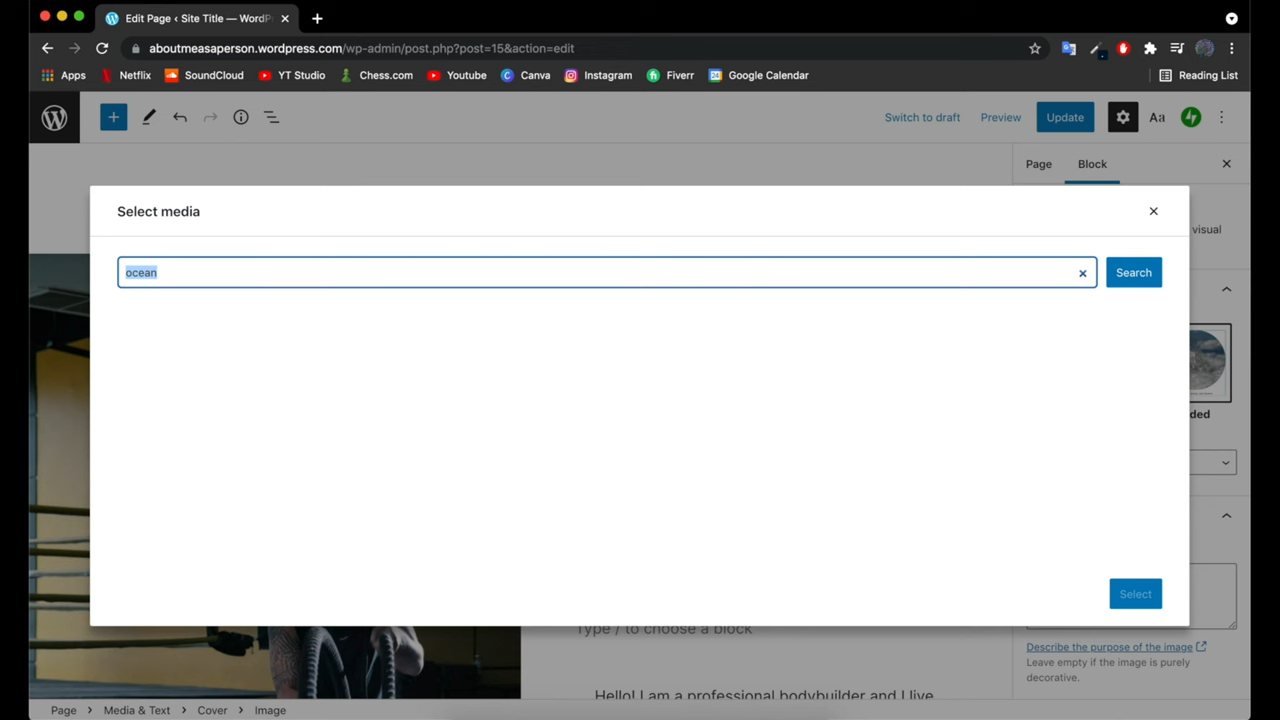 Edit Page ‹ Site Title — WordP
aboutmeasaperson.wordpress.com/wp-admin/post.php?post=15&action=edit
Apps Netflix SoundCloud YT Studio Chess.com Youtube Canva Instagram Fiverr Google Calendar Reading List
Switch to draft Preview Update Aa
Page Block
Select media
visual
ocean Search
ded
Select
Type / to choose a block
Describe the purpose of the image
Leave empty if the image is purely
decorative.
Hello! I am a professional bodybuilder and I live
Page Media & Text Cover Image